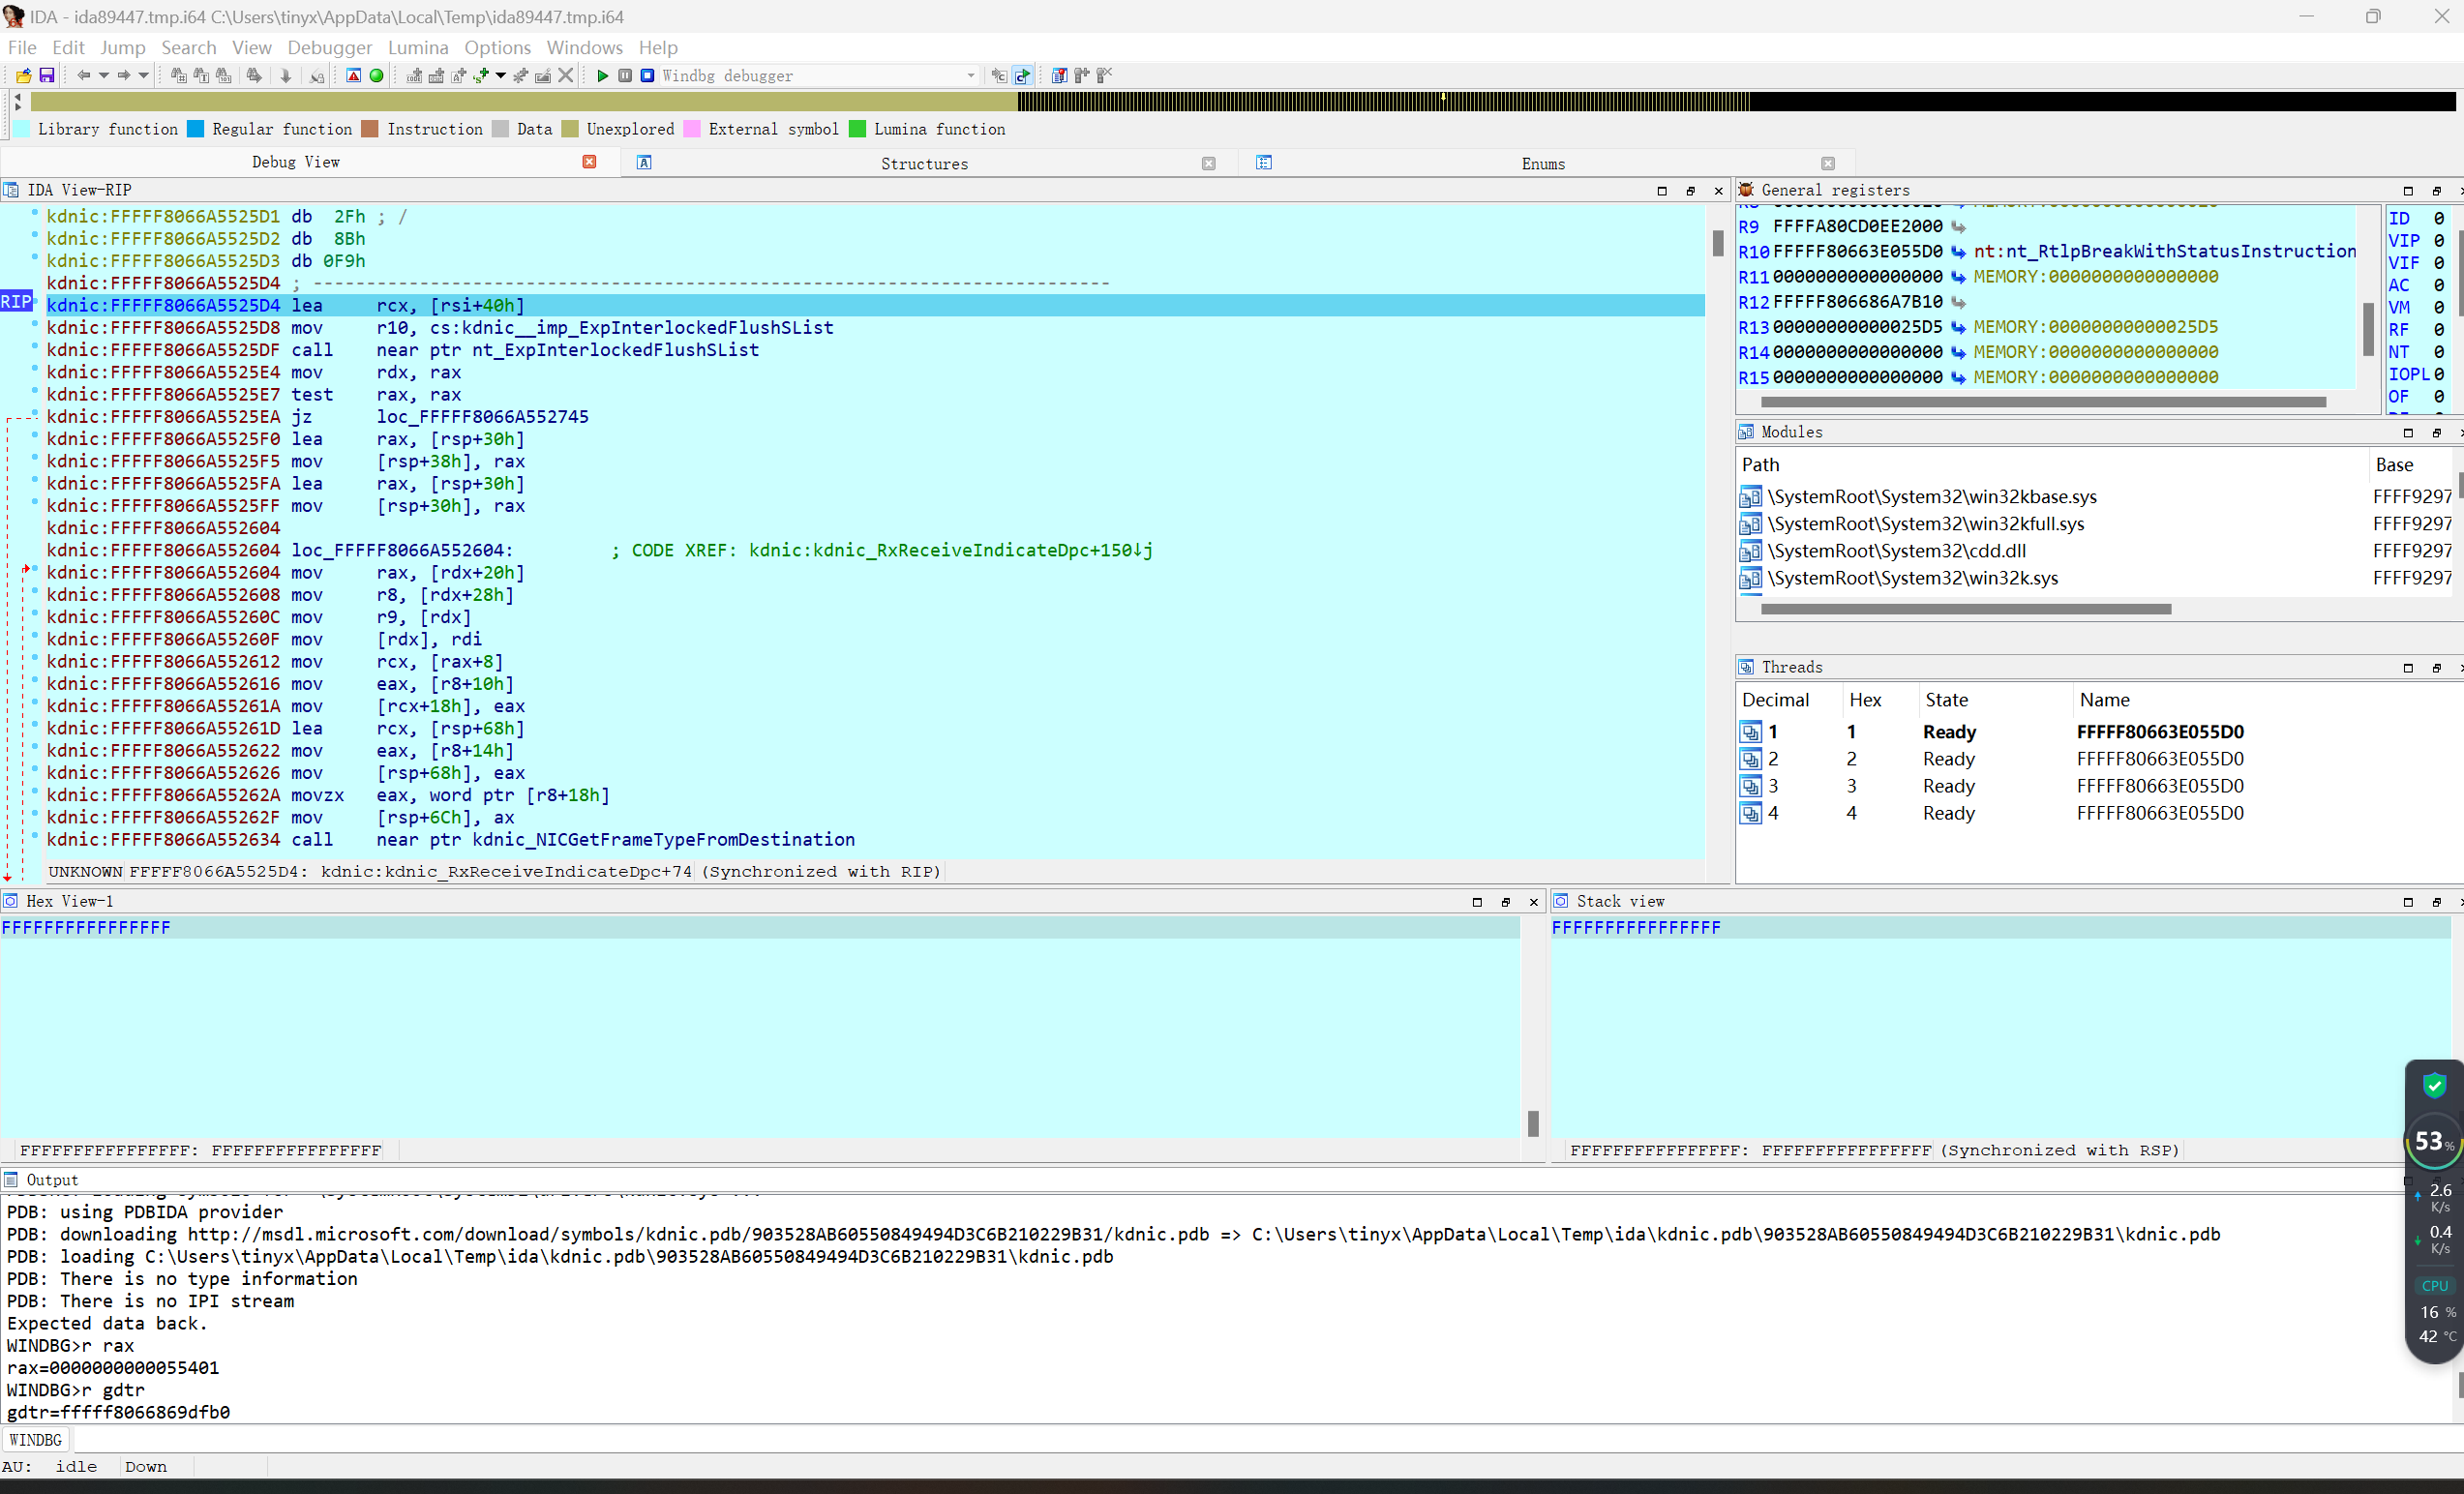 IDA - ida89447.tmp.i64 C:\Users\tinyx\AppData\Local\Temp\ida89447.tmp.i64
File Edit Jump Search View Debugger Lumina Options Windows Help
Windbg debugger
Library function Regular function Instruction Data Unexplored External symbol Lumina function
Debug View Structures Enums
IDA View-RIP
kdnic:FFFFF8066A5525D1 db 2Fh ; /
kdnic:FFFFF8066A5525D2 db 8Bh
kdnic:FFFFF8066A5525D3 db 0F9h
kdnic:FFFFF8066A5525D4 ; ---------------------------------------------------------------------------
RIP kdnic:FFFFF8066A5525D4 lea rcx, [rsi+40h]
kdnic:FFFFF8066A5525D8 mov r10, cs:kdnic__imp_ExpInterlockedFlushSList
kdnic:FFFFF8066A5525DF call near ptr nt_ExpInterlockedFlushSList
kdnic:FFFFF8066A5525E4 mov rdx, rax
kdnic:FFFFF8066A5525E7 test rax, rax
kdnic:FFFFF8066A5525EA jz loc_FFFFF8066A552745
kdnic:FFFFF8066A5525F0 lea rax, [rsp+30h]
kdnic:FFFFF8066A5525F5 mov [rsp+38h], rax
kdnic:FFFFF8066A5525FA lea rax, [rsp+30h]
kdnic:FFFFF8066A5525FF mov [rsp+30h], rax
kdnic:FFFFF8066A552604
kdnic:FFFFF8066A552604 loc_FFFFF8066A552604: ; CODE XREF: kdnic:kdnic_RxReceiveIndicateDpc+150↓j
kdnic:FFFFF8066A552604 mov rax, [rdx+20h]
kdnic:FFFFF8066A552608 mov r8, [rdx+28h]
kdnic:FFFFF8066A55260C mov r9, [rdx]
kdnic:FFFFF8066A55260F mov [rdx], rdi
kdnic:FFFFF8066A552612 mov rcx, [rax+8]
kdnic:FFFFF8066A552616 mov eax, [r8+10h]
kdnic:FFFFF8066A55261A mov [rcx+18h], eax
kdnic:FFFFF8066A55261D lea rcx, [rsp+68h]
kdnic:FFFFF8066A552622 mov eax, [r8+14h]
kdnic:FFFFF8066A552626 mov [rsp+68h], eax
kdnic:FFFFF8066A55262A movzx eax, word ptr [r8+18h]
kdnic:FFFFF8066A55262F mov [rsp+6Ch], ax
kdnic:FFFFF8066A552634 call near ptr kdnic_NICGetFrameTypeFromDestination
UNKNOWN FFFFF8066A5525D4: kdnic:kdnic_RxReceiveIndicateDpc+74 (Synchronized with RIP)
General registers
R9 FFFFA80CD0EE2000
R10 FFFFF80663E055D0 nt:nt_RtlpBreakWithStatusInstruction
R11 0000000000000000 MEMORY:0000000000000000
R12 FFFFF806686A7B10
R13 00000000000025D5 MEMORY:00000000000025D5
R14 0000000000000000 MEMORY:0000000000000000
R15 0000000000000000 MEMORY:0000000000000000
ID 0
VIP 0
VIF 0
AC 0
VM 0
RF 0
NT 0
IOPL 0
OF 0
Modules
Path Base
\SystemRoot\System32\win32kbase.sys FFFF9297
\SystemRoot\System32\win32kfull.sys FFFF9297
\SystemRoot\System32\cdd.dll FFFF9297
\SystemRoot\System32\win32k.sys FFFF9297
Threads
Decimal Hex State Name
1 1 Ready FFFFF80663E055D0
2 2 Ready FFFFF80663E055D0
3 3 Ready FFFFF80663E055D0
4 4 Ready FFFFF80663E055D0
Hex View-1
FFFFFFFFFFFFFFFF
FFFFFFFFFFFFFFFF: FFFFFFFFFFFFFFFF
Stack view
FFFFFFFFFFFFFFFF
FFFFFFFFFFFFFFFF: FFFFFFFFFFFFFFFF (Synchronized with RSP)
Output
PDB: using PDBIDA provider
PDB: downloading http://msdl.microsoft.com/download/symbols/kdnic.pdb/903528AB60550849494D3C6B210229B31/kdnic.pdb => C:\Users\tinyx\AppData\Local\Temp\ida\kdnic.pdb\903528AB60550849494D3C6B210229B31\kdnic.pdb
PDB: loading C:\Users\tinyx\AppData\Local\Temp\ida\kdnic.pdb\903528AB60550849494D3C6B210229B31\kdnic.pdb
PDB: There is no type information
PDB: There is no IPI stream
Expected data back.
WINDBG>r rax
rax=0000000000055401
WINDBG>r gdtr
gdtr=fffff8066869dfb0
WINDBG
AU: idle Down
53%
2.6
K/s
0.4
K/s
CPU
16 %
42 °C